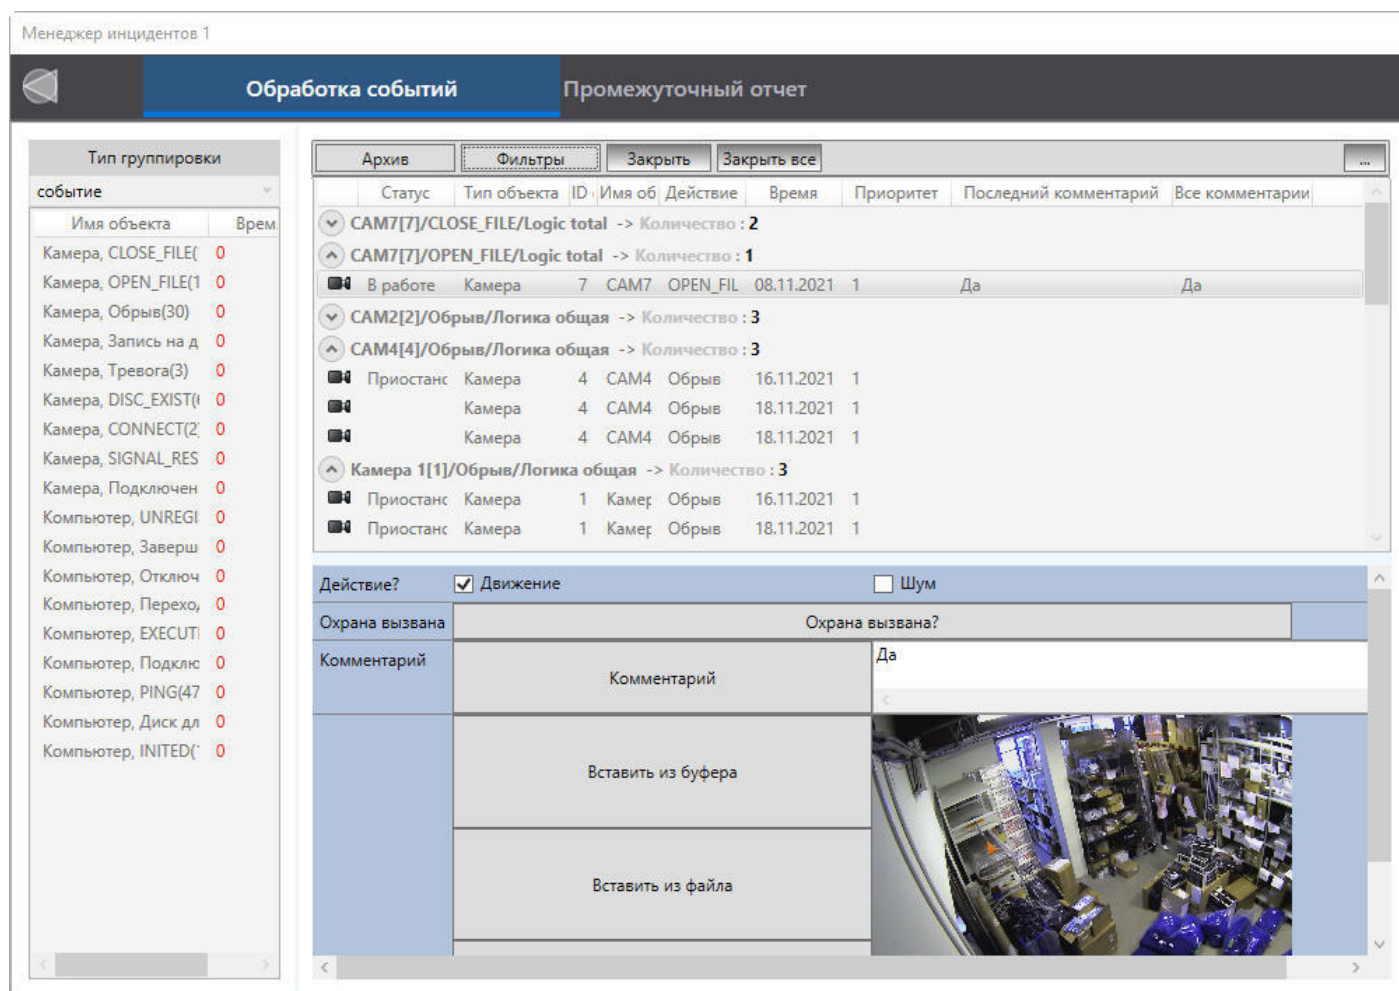 Менеджер инцидентов 1
Обработка событий Промежуточный отчет
Тип группировки
событие
Имя объекта Врем
Камера, CLOSE_FILE(
0
Камера, OPEN_FILE(1
0
Камера, Обрыв(30)
0
Камера, Запись на д
0
Камера, Тревога(3)
0
Камера, DISC_EXIST(
0
Камера, CONNECT(2
0
Камера, SIGNAL_RES
0
Камера, Подключен
0
Компьютер, UNREGI
0
Компьютер, Заверш
0
Компьютер, Отключ
0
Компьютер, Перехо
0
Компьютер, EXECUT
0
Компьютер, Подклю
0
Компьютер, PING(47
0
Компьютер, Диск дл
0
Компьютер, INITED(
0
Архив Фильтры Закрыть Закрыть все ...
Статус Тип объекта ID Имя об Действие Время Приоритет Последний комментарий Все комментарии
CAM7[7]/CLOSE_FILE/Logic total -> Количество : 2
CAM7[7]/OPEN_FILE/Logic total -> Количество : 1
В работе Камера 7 CAM7 OPEN_FIL 08.11.2021 1 Да Да
CAM2[2]/Обрыв/Логика общая -> Количество : 3
CAM4[4]/Обрыв/Логика общая -> Количество : 3
Приостанс Камера 4 CAM4 Обрыв 16.11.2021 1
Камера 4 CAM4 Обрыв 18.11.2021 1
Камера 4 CAM4 Обрыв 18.11.2021 1
Камера 1[1]/Обрыв/Логика общая -> Количество : 3
Приостанс Камера 1 Камер Обрыв 16.11.2021 1
Приостанс Камера 1 Камер Обрыв 18.11.2021 1
Действие? Движение Шум
Охрана вызвана Охрана вызвана?
Комментарий Комментарий Да
Вставить из буфера
Вставить из файла